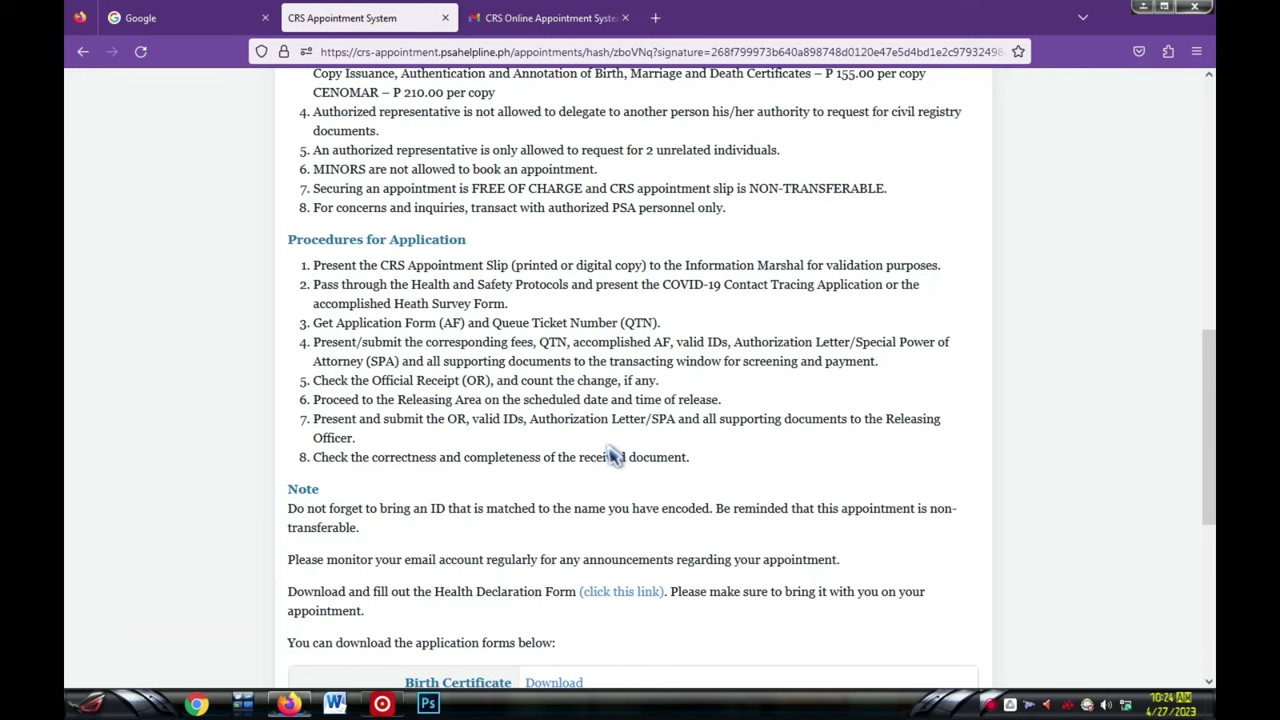 Google
CRS Appointment System
CRS Online Appointment Syste
https://crs-appointment.psahelpline.ph/appointments/hash/zboVNq?signature=268f799973b640a898748d0120e47e5d4bd1e2c97932498
Copy Issuance, Authentication and Annotation of Birth, Marriage and Death Certificates – P 155.00 per copy
CENOMAR – P 210.00 per copy
4. Authorized representative is not allowed to delegate to another person his/her authority to request for civil registry
documents.
5. An authorized representative is only allowed to request for 2 unrelated individuals.
6. MINORS are not allowed to book an appointment.
7. Securing an appointment is FREE OF CHARGE and CRS appointment slip is NON-TRANSFERABLE.
8. For concerns and inquiries, transact with authorized PSA personnel only.
Procedures for Application
1. Present the CRS Appointment Slip (printed or digital copy) to the Information Marshal for validation purposes.
2. Pass through the Health and Safety Protocols and present the COVID-19 Contact Tracing Application or the
accomplished Heath Survey Form.
3. Get Application Form (AF) and Queue Ticket Number (QTN).
4. Present/submit the corresponding fees, QTN, accomplished AF, valid IDs, Authorization Letter/Special Power of
Attorney (SPA) and all supporting documents to the transacting window for screening and payment.
5. Check the Official Receipt (OR), and count the change, if any.
6. Proceed to the Releasing Area on the scheduled date and time of release.
7. Present and submit the OR, valid IDs, Authorization Letter/SPA and all supporting documents to the Releasing
Officer.
8. Check the correctness and completeness of the received document.
Note
Do not forget to bring an ID that is matched to the name you have encoded. Be reminded that this appointment is non-
transferable.
Please monitor your email account regularly for any announcements regarding your appointment.
Download and fill out the Health Declaration Form (click this link). Please make sure to bring it with you on your
appointment.
You can download the application forms below:
Birth Certificate Download
W
Ps
10:24 AM
4/27/2023